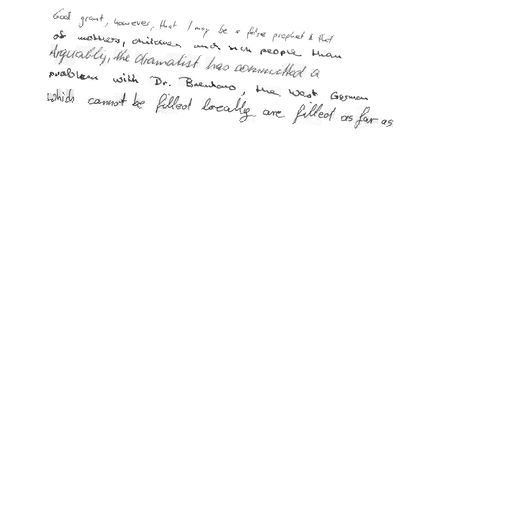 God grant, however, that I may be a false prophet & that
of mothers, children and sick people than
Arguably, the dramatist has committed a
problem with Dr. Brentano, the West German
which cannot be filled locally are filled as far as